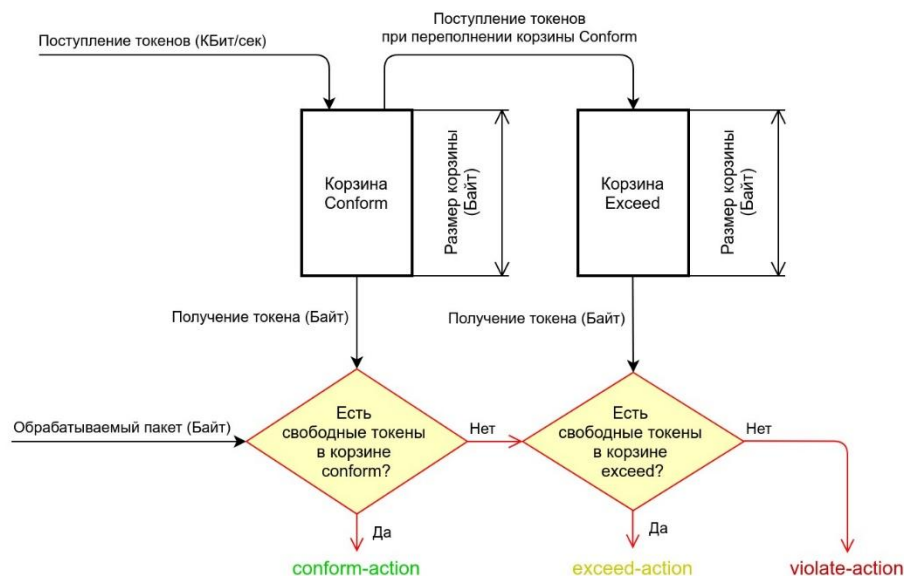 Поступление токенов (КБит/сек)
Поступление токенов
при переполнении корзины Conform
Корзина
Conform
Размер корзины
(Байт)
Корзина
Exceed
Размер корзины
(Байт)
Получение токена (Байт)
Получение токена (Байт)
Обрабатываемый пакет (Байт)
Есть
свободные токены
в корзине
conform?
Нет
Есть
свободные токены
в корзине
exceed?
Нет
Да
Да
conform-action
exceed-action
violate-action